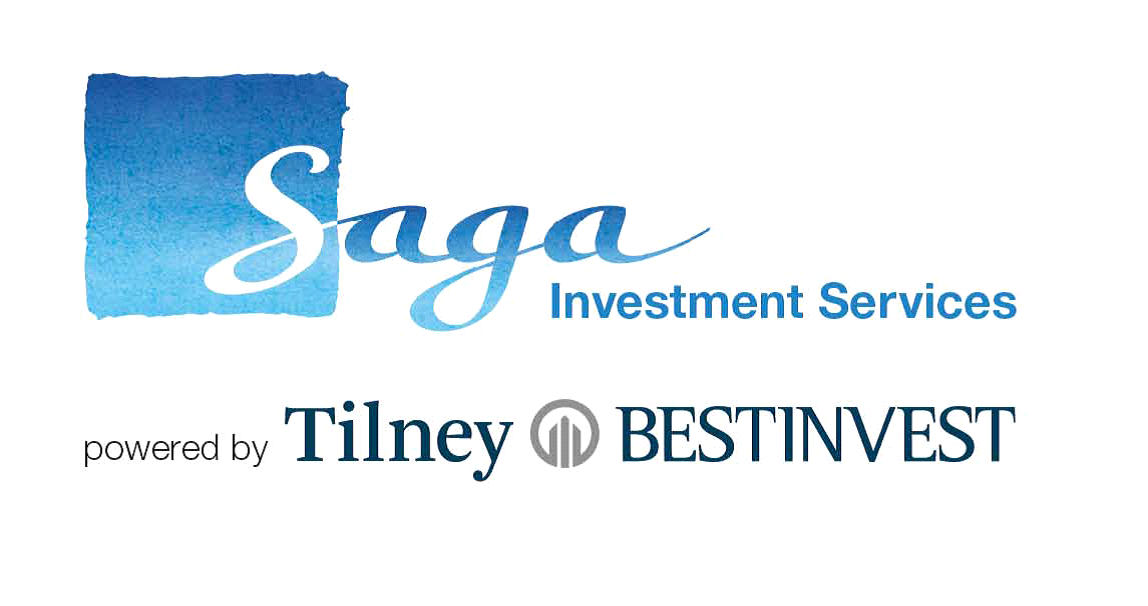 Saga
Investment Services
powered by Tilney BESTINVEST